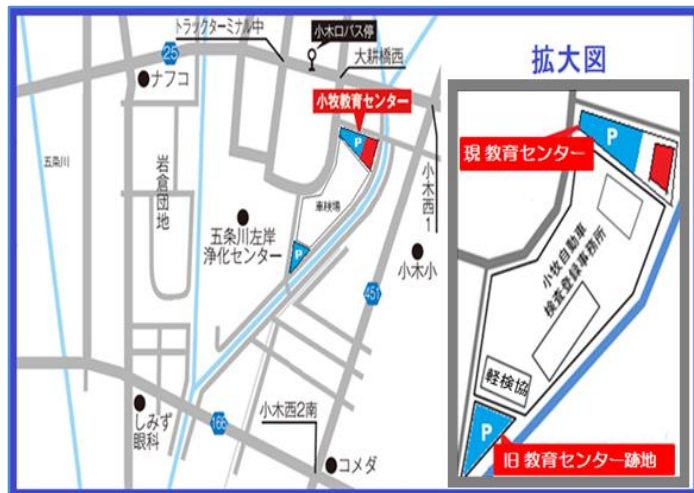 トラックターミナル中
小木口バス停
大耕橋西
25
ナフコ
小牧教育センター
P
五条川
岩倉団地
車検場
小木西1
五条川左岸
浄化センター
P
小木小
451
しみず
眼科
166
小木西2南
コメダ
拡大図
P
現 教育センター
小牧自動車
検査登録事務所
軽検協
P
旧 教育センター跡地